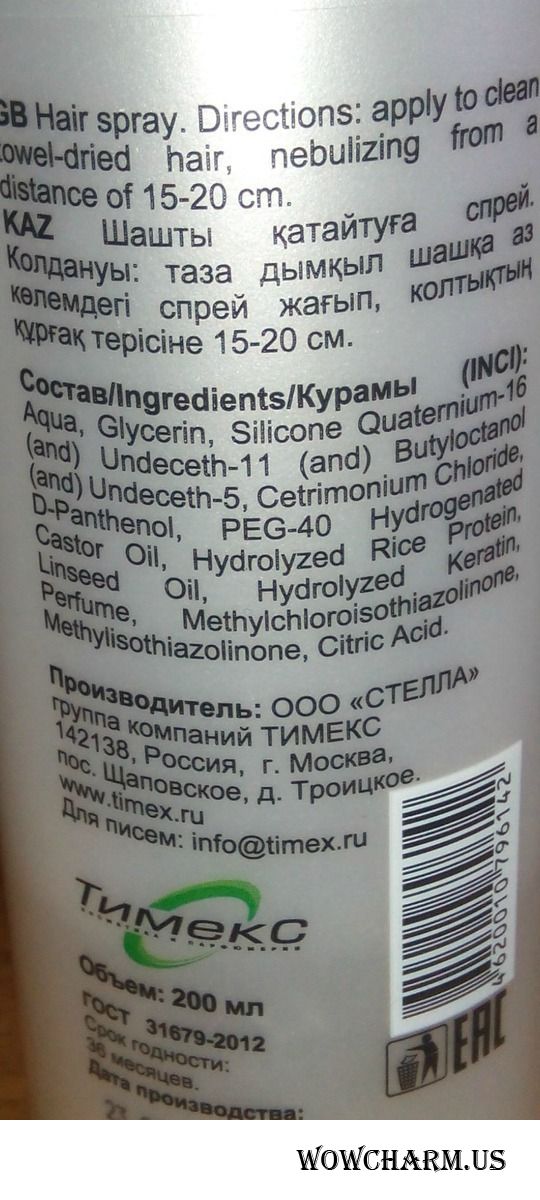 GB Hair spray. Directions: apply to clean
towel-dried hair, nebulizing from a
distance of 15-20 cm.
KAZ Шашты қатайтуға спрей.
Колдануы: таза дымқыл шашқа аз
көлемдегі спрей жағып, колтықтың
құрғақ терісіне 15-20 см.
Состав/Ingredients/Курамы (INCI):
Aqua, Glycerin, Silicone Quaternium-16
(and) Undeceth-11 (and) Butyloctanol
(and) Undeceth-5, Cetrimonium Chloride,
D-Panthenol, PEG-40 Hydrogenated
Castor Oil, Hydrolyzed Rice Protein,
Linseed Oil, Hydrolyzed Keratin,
Perfume, Methylchloroisothiazolinone,
Methylisothiazolinone, Citric Acid.
Производитель: ООО «СТЕЛЛА»
группа компаний ТИМЕКС
142138, Россия, г. Москва,
пос. Щаповское, д. Троицкое.
www.timex.ru
Для писем: info@timex.ru
Тимекс
косметика и парфюмерия
4620010796142
Объем: 200 мл
ГОСТ 31679-2012
Срок годности:
36 месяцев.
Дата производства:
EAC
WOWCHARM.US